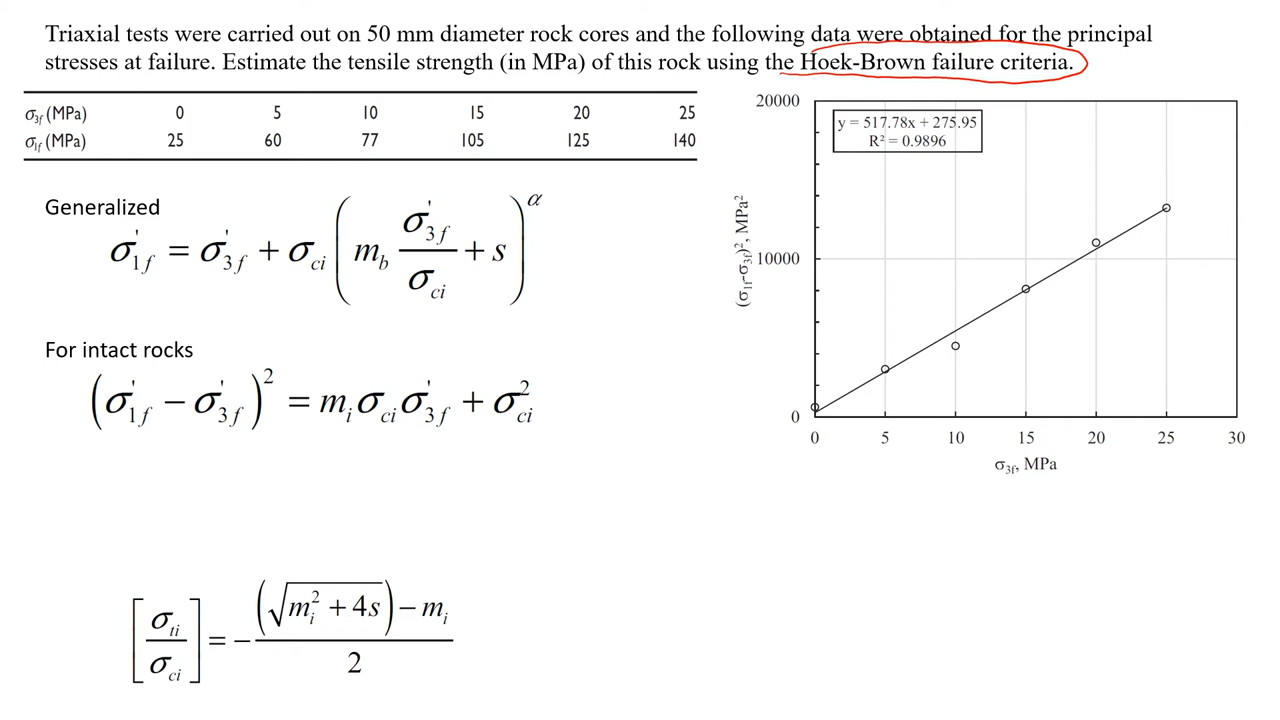 Triaxial tests were carried out on 50 mm diameter rock cores and the following data were obtained for the principal
stresses at failure. Estimate the tensile strength (in MPa) of this rock using the Hoek-Brown failure criteria.
σ3f (MPa) 0 5 10 15 20 25
σ1f (MPa) 25 60 77 105 125 140
Generalized
σ'1f = σ'3f + σci (mb σ'3f/σci + s)^α
For intact rocks
(σ'1f − σ'3f)² = mi σci σ'3f + σ²ci
[σti/σci] = − ((√(mi² + 4s)) − mi)/2
20000
y = 517.78x + 275.95
R² = 0.9896
(σ1f-σ3f)², MPa²
10000
0
0 5 10 15 20 25 30
σ3f, MPa